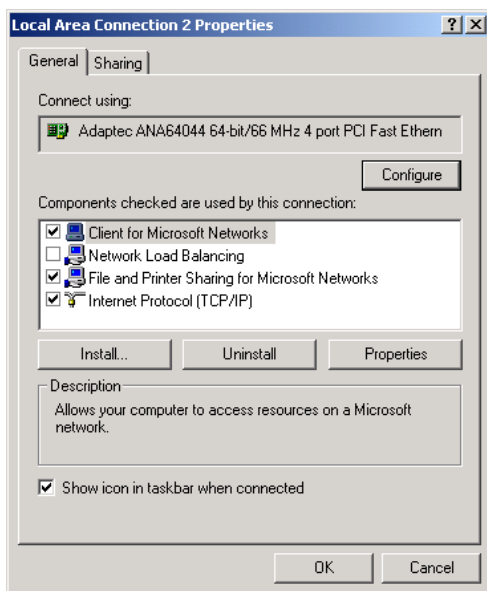 Local Area Connection 2 Properties
General
Sharing
Connect using:
Adaptec ANA64044 64-bit/66 MHz 4 port PCI Fast Ethern
Configure
Components checked are used by this connection:
Client for Microsoft Networks
Network Load Balancing
File and Printer Sharing for Microsoft Networks
Internet Protocol (TCP/IP)
Install...
Uninstall
Properties
Description
Allows your computer to access resources on a Microsoft
network.
Show icon in taskbar when connected
OK
Cancel